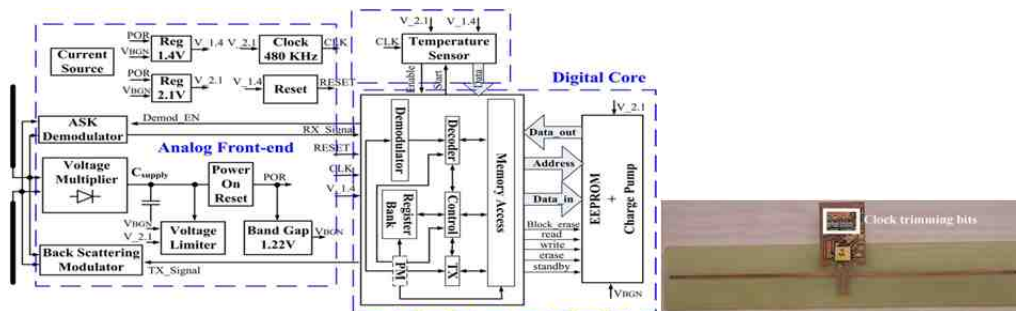 V_2.1
V_1.4
CLK
Temperature
Sensor
Enable
Start
Data
Current
Source
POR
VBGN
Reg
1.4V
V_1.4
V_2.1
Clock
480 KHz
CLK
POR
VBGN
Reg
2.1V
V_2.1
V_1.4
Reset
RESET
Digital Core
ASK
Demodulator
Demod_EN
RX_Signal
Analog Front-end
RESET
CLK
V_1.4
Voltage
Multiplier
Csupply
Power
On
Reset
POR
VBGN
V_2.1
Voltage
Limiter
Band Gap
1.22V
VBGN
Back Scattering
Modulator
TX_Signal
Demodulator
Decoder
Register
Bank
Control
PM
TX
Memory Access
Data_out
Address
Data_in
Block_erase
read
write
erase
standby
V_2.1
EEPROM
+
Charge Pump
VBGN
Clock trimming bits